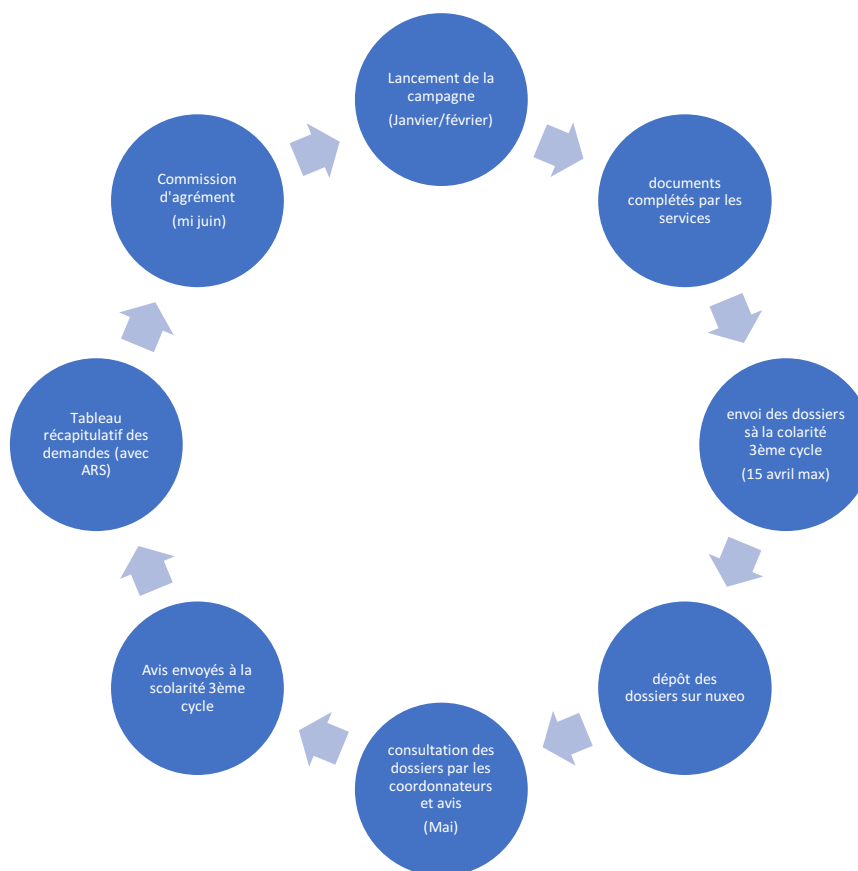 Lancement de la
campagne
(Janvier/février)
documents
complétés par les
services
envoi des dossiers
sà la colarité
3ème cycle
(15 avril max)
dépôt des
dossiers sur nuxeo
consultation des
dossiers par les
coordonnateurs
et avis
(Mai)
Avis envoyés à la
scolarité 3ème
cycle
Tableau
récapitulatif des
demandes (avec
ARS)
Commission
d'agrément
(mi juin)